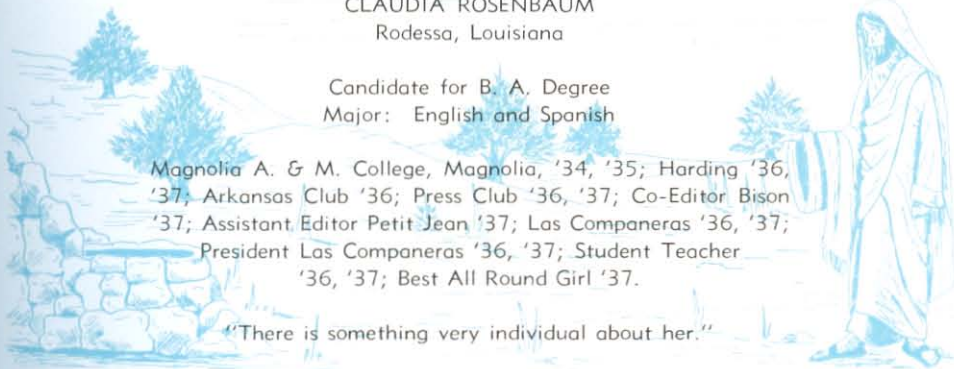 CLAUDIA ROSENBAUM
Rodessa, Louisiana
Candidate for B. A. Degree
Major: English and Spanish
Magnolia A. & M. College, Magnolia, '34, '35; Harding '36,
'37; Arkansas Club '36; Press Club '36, '37; Co-Editor Bison
'37; Assistant Editor Petit Jean '37; Las Companeras '36, '37;
President Las Companeras '36, '37; Student Teacher
'36, '37; Best All Round Girl '37.
"There is something very individual about her."